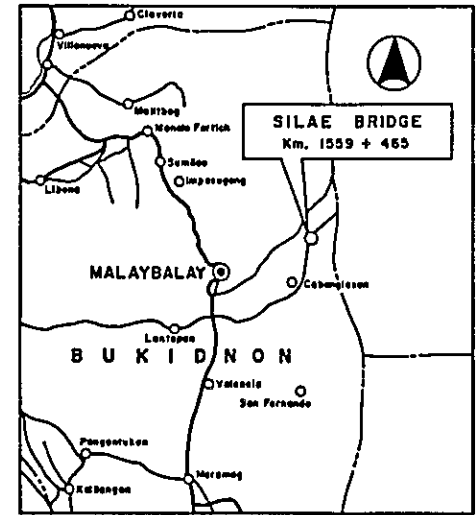 Claveria
Villanueva
SILAE BRIDGE
Km. 1559 + 465
Maluko
Manolo Fortich
Sumilao
Impasugong
Libona
MALAYBALAY
Cabanglasan
Lantapan
BUKIDNON
Valencia
San Fernando
Pangantukan
Kalilangan
Maramag